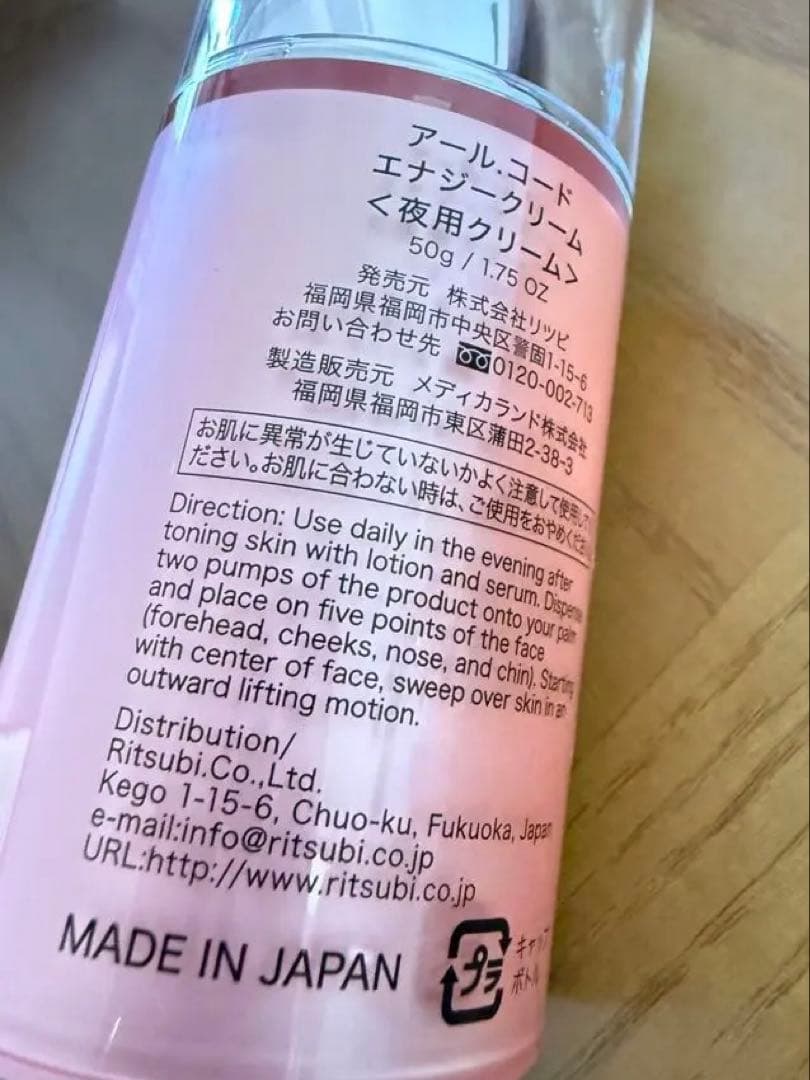 アール.コード
エナジークリーム
<夜用クリーム>
50g / 1.75 OZ
発売元 株式会社リツビ
福岡県福岡市中央区警固1-15-6
お問い合わせ先 0120-002-713
製造販売元 メディカランド株式会社
福岡県福岡市東区蒲田2-38-3
お肌に異常が生じていないかよく注意して使用して
ださい。お肌に合わない時は、ご使用をおやめくださ
Direction: Use daily in the evening after
toning skin with lotion and serum. Dispense
two pumps of the product onto your palm
and place on five points of the face
(forehead, cheeks, nose, and chin). Starting
with center of face, sweep over skin in an
outward lifting motion.
Distribution/
Ritsubi.Co.,Ltd.
Kego 1-15-6, Chuo-ku, Fukuoka, Japan
e-mail:info@ritsubi.co.jp
URL:http://www.ritsubi.co.jp
MADE IN JAPAN
プラ
キャップ
ボトル